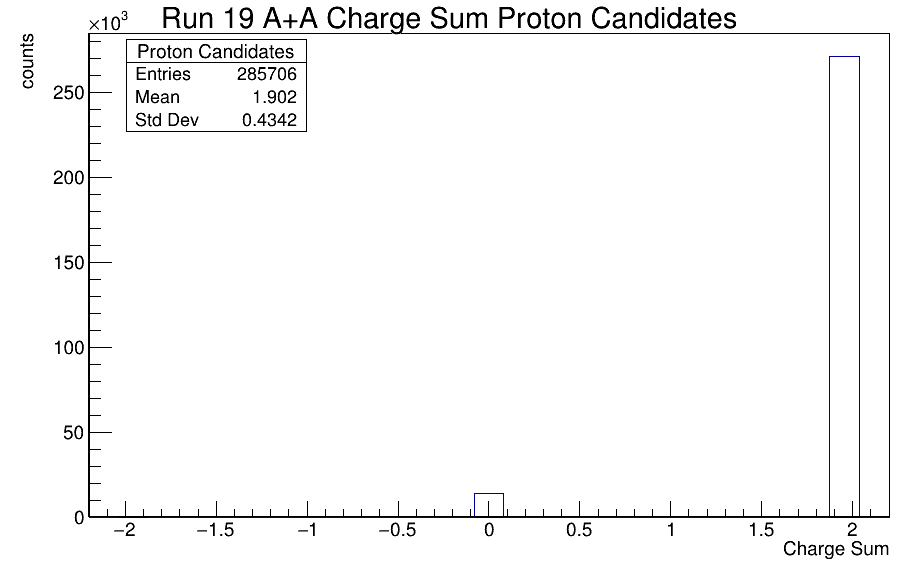 Run 19 A+A Charge Sum Proton Candidates
×10³
counts
Proton Candidates
Entries 285706
Mean 1.902
Std Dev 0.4342
250
200
150
100
50
0
−2 −1.5 −1 −0.5 0 0.5 1 1.5 2
Charge Sum